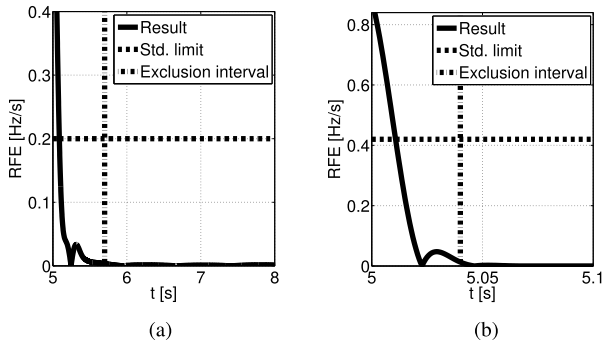 0.4
0.3
0.2
0.1
0
RFE [Hz/s]
Result
Std. limit
Exclusion interval
5 6 7 8
t [s]
(a)
0.8
0.6
0.4
0.2
0
RFE [Hz/s]
Result
Std. limit
Exclusion interval
5 5.05 5.1
t [s]
(b)